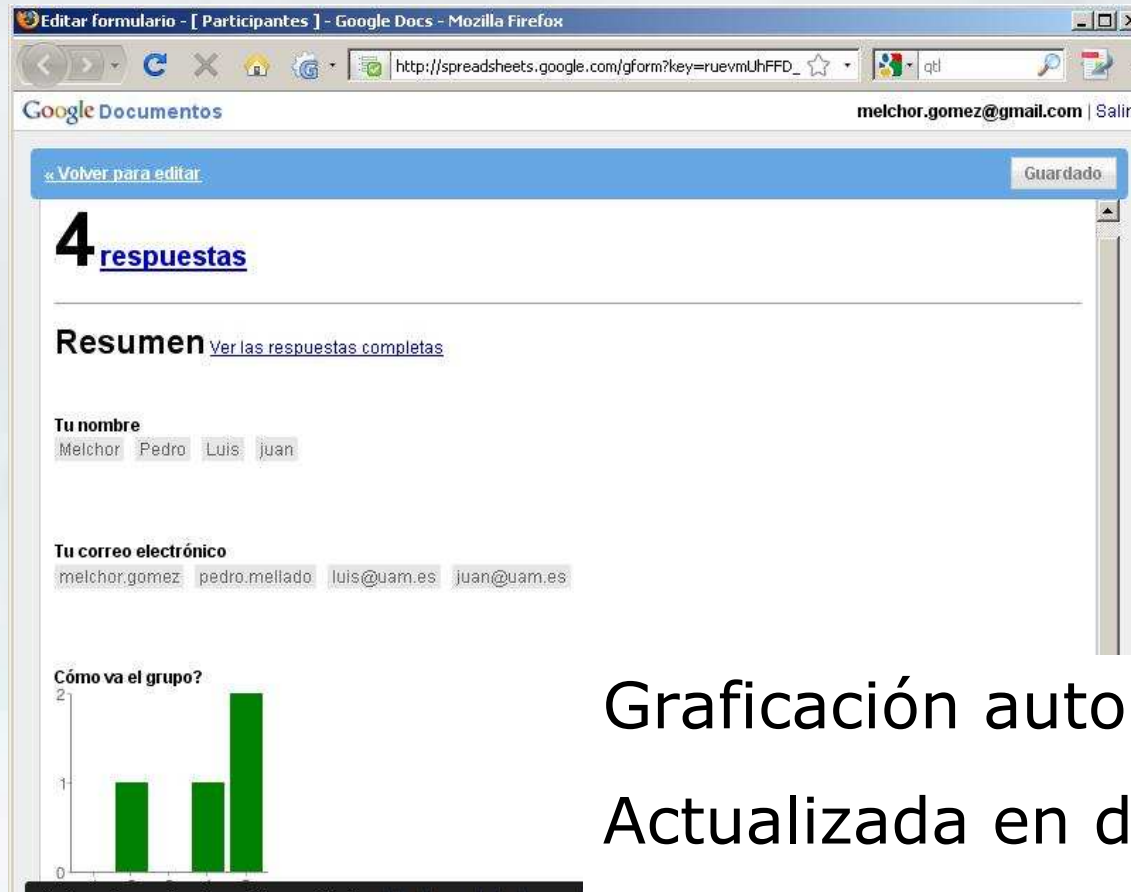 Editar formulario - [ Participantes ] - Google Docs - Mozilla Firefox
http://spreadsheets.google.com/gform?key=ruevmUhFFD_
qtl
Google Documentos
melchor.gomez@gmail.com | Salir
« Volver para editar
Guardado
4 respuestas
Resumen Ver las respuestas completas
Tu nombre
Melchor Pedro Luis juan
Tu correo electrónico
melchor.gomez pedro.mellado luis@uam.es juan@uam.es
Cómo va el grupo?
2
1
0
Graficación auto
Actualizada en d